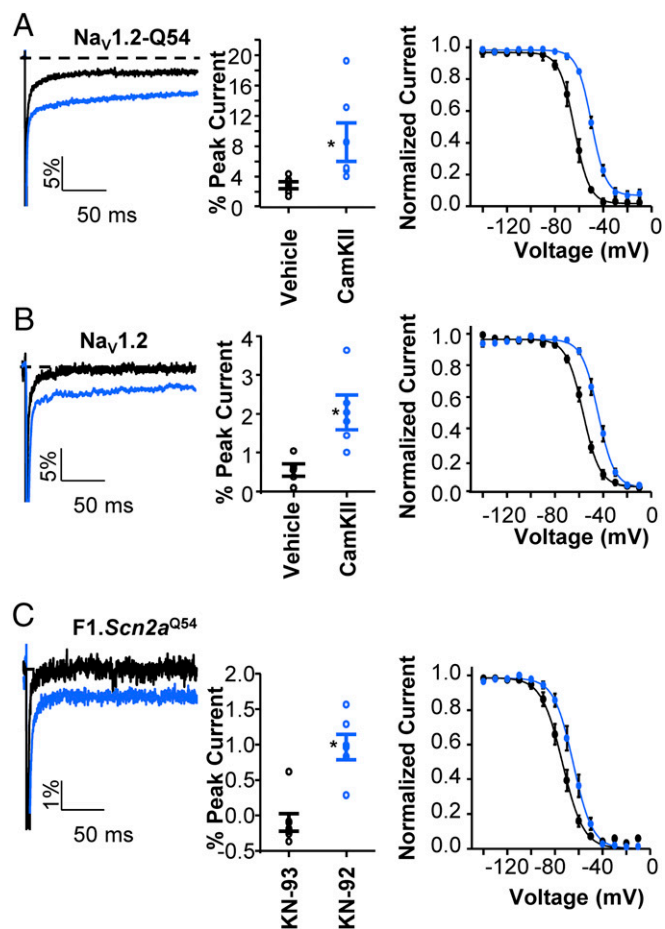 A
NaV1.2-Q54
5%
50 ms
% Peak Current
20
16
12
8
4
0
Vehicle
CamKII
*
Normalized Current
1.0
0.8
0.6
0.4
0.2
0.0
-120 -80 -40 0
Voltage (mV)
B
NaV1.2
5%
50 ms
% Peak Current
4
3
2
1
0
Vehicle
CamKII
*
Normalized Current
1.0
0.8
0.6
0.4
0.2
0.0
-120 -80 -40 0
Voltage (mV)
C
F1.Scn2aQ54
1%
50 ms
% Peak Current
2.0
1.5
1.0
0.5
0.0
-0.5
KN-93
KN-92
*
Normalized Current
1.0
0.8
0.6
0.4
0.2
0.0
-120 -80 -40 0
Voltage (mV)